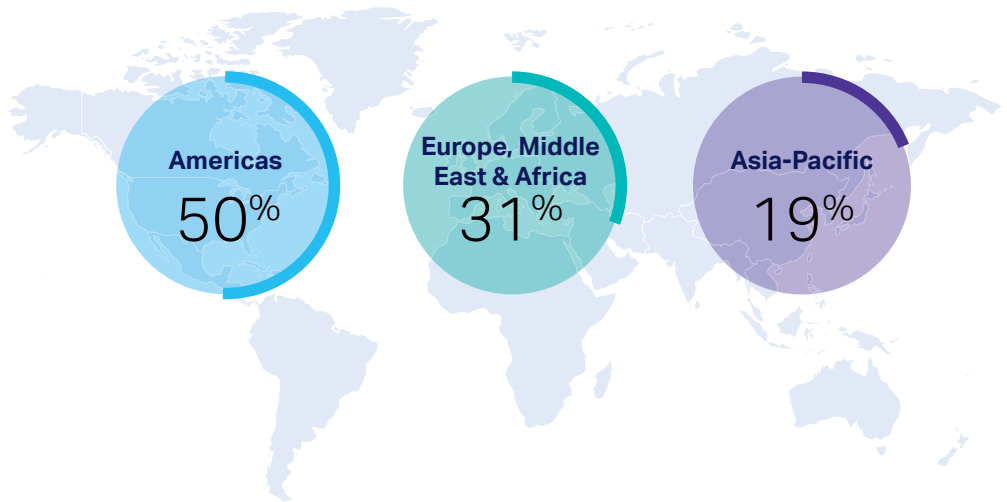 Americas
50%
Europe, Middle
East & Africa
31%
Asia-Pacific
19%